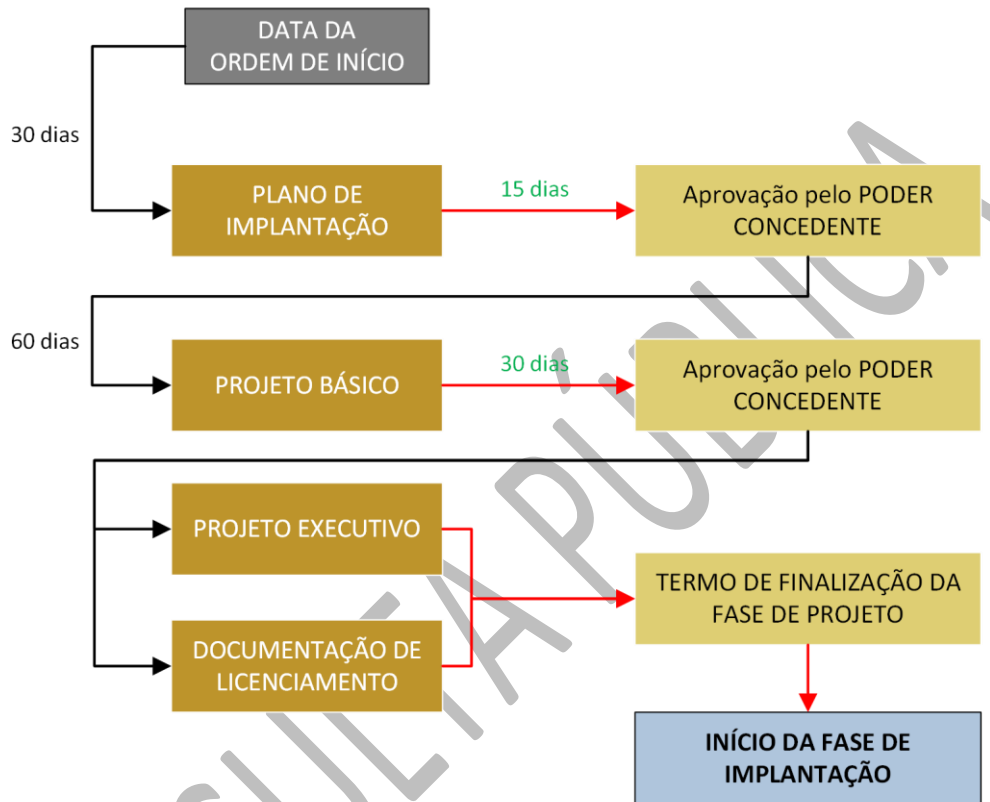 DATA DA
ORDEM DE INÍCIO
30 dias
PLANO DE
IMPLANTAÇÃO
15 dias
Aprovação pelo PODER
CONCEDENTE
60 dias
PROJETO BÁSICO
30 dias
Aprovação pelo PODER
CONCEDENTE
PROJETO EXECUTIVO
DOCUMENTAÇÃO DE
LICENCIAMENTO
TERMO DE FINALIZAÇÃO DA
FASE DE PROJETO
INÍCIO DA FASE DE
IMPLANTAÇÃO
PÚBLICA